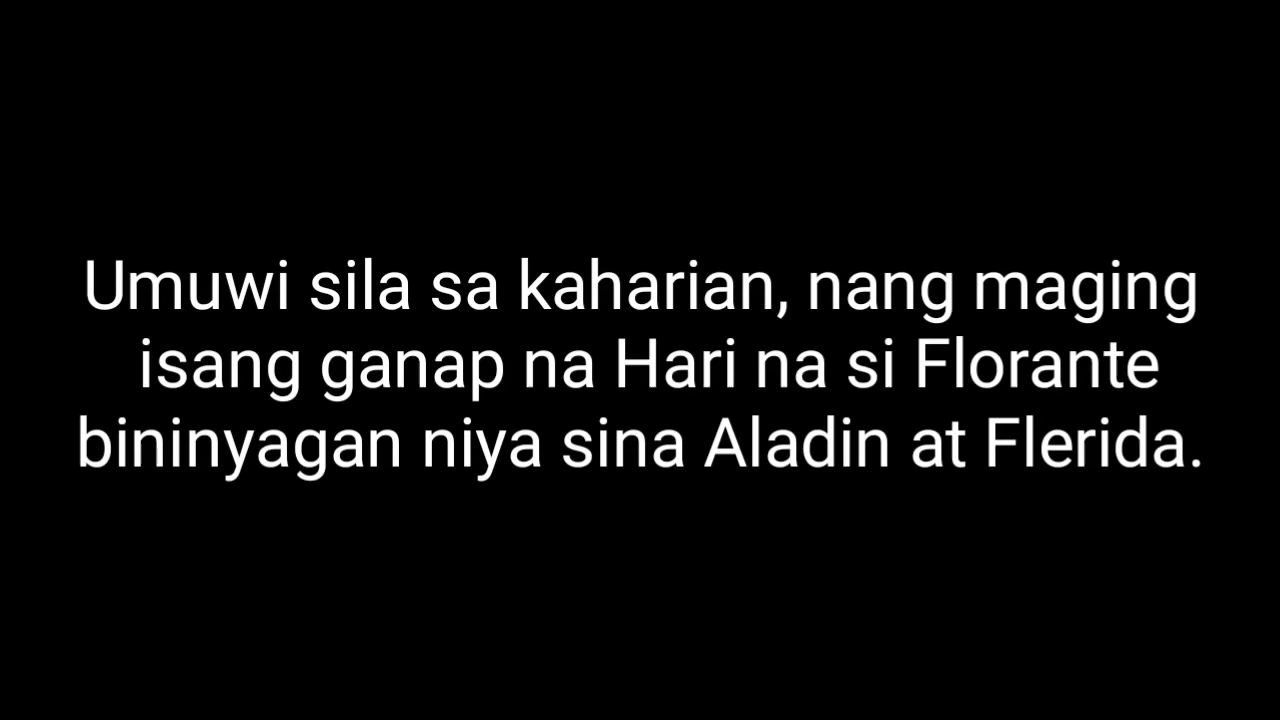 Umuwi sila sa kaharian, nang maging
isang ganap na Hari na si Florante
bininyagan niya sina Aladin at Flerida.